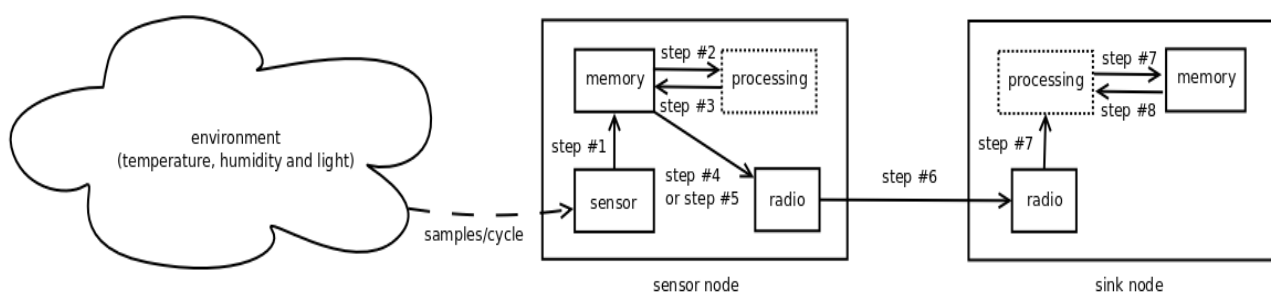 environment
(temperature, humidity and light)
samples/cycle
step #2
memory
processing
step #3
step #1
step #4
or step #5
sensor
radio
sensor node
step #6
step #7
processing
memory
step #8
step #7
radio
sink node